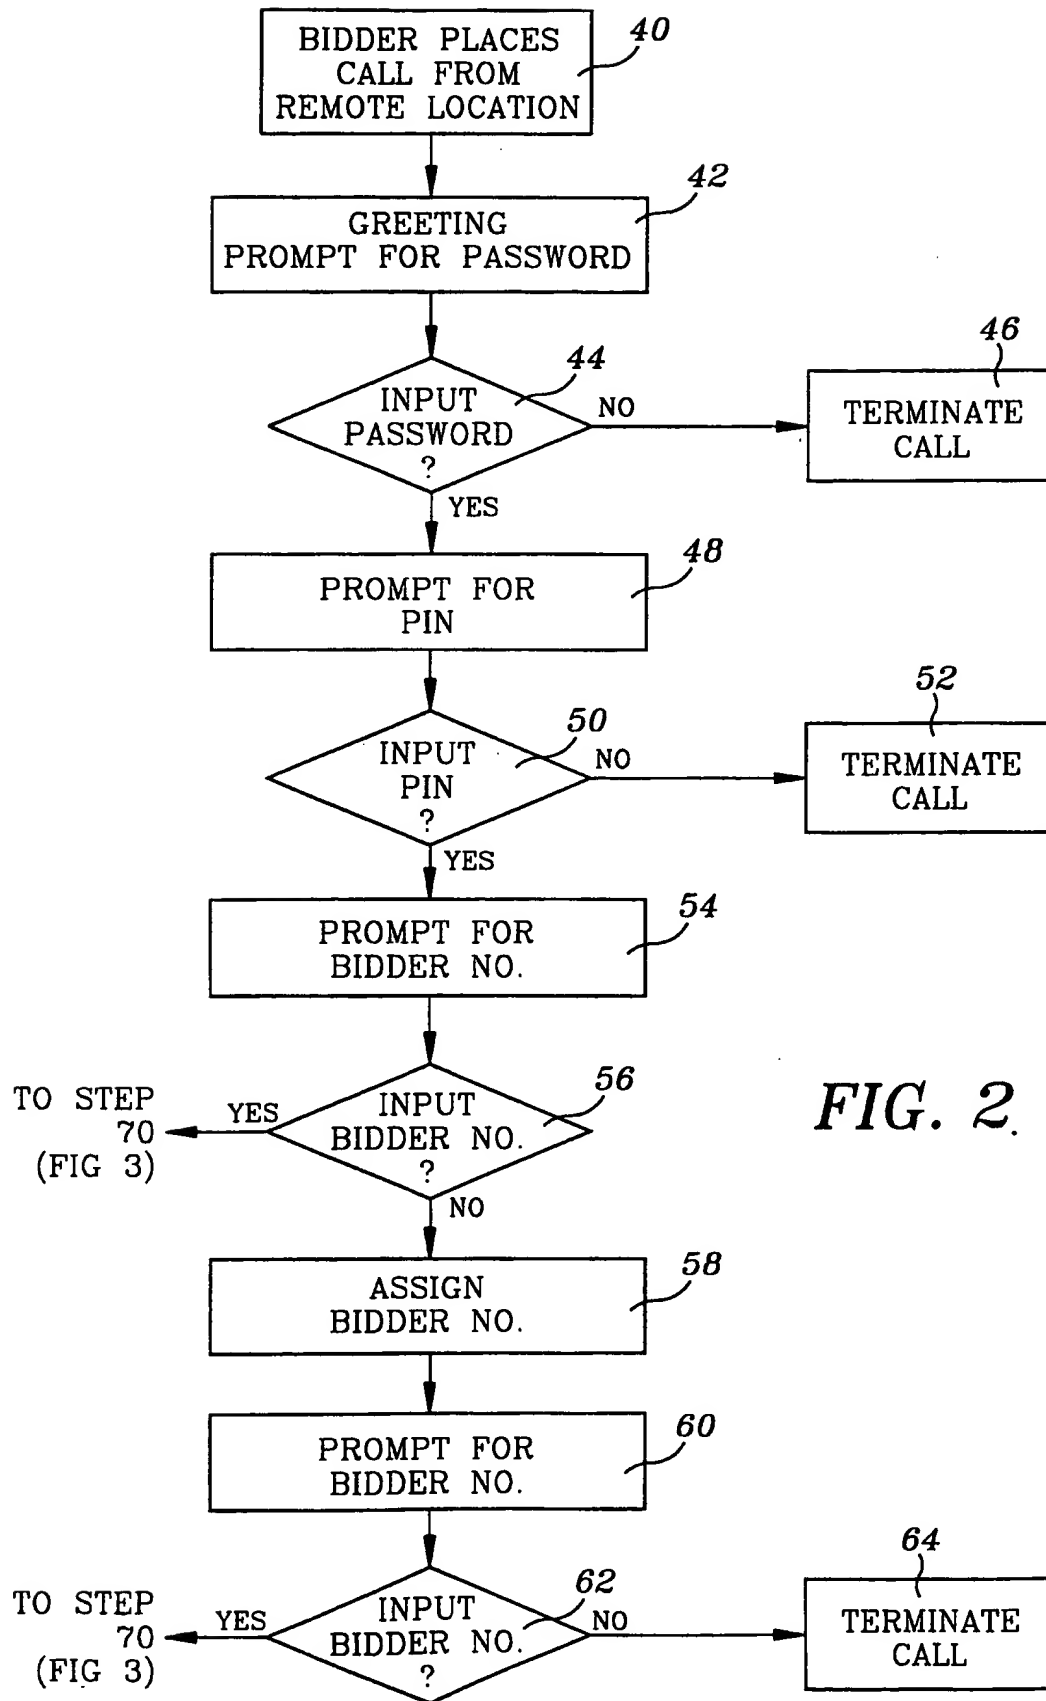 BIDDER PLACES
CALL FROM
REMOTE LOCATION
40
GREETING
PROMPT FOR PASSWORD
42
INPUT
PASSWORD
?
44
NO
TERMINATE
CALL
46
YES
PROMPT FOR
PIN
48
INPUT
PIN
?
50
NO
TERMINATE
CALL
52
YES
PROMPT FOR
BIDDER NO.
54
INPUT
BIDDER NO.
?
56
YES
TO STEP
70
(FIG 3)
FIG. 2.
NO
ASSIGN
BIDDER NO.
58
PROMPT FOR
BIDDER NO.
60
INPUT
BIDDER NO.
?
62
YES
TO STEP
70
(FIG 3)
NO
TERMINATE
CALL
64